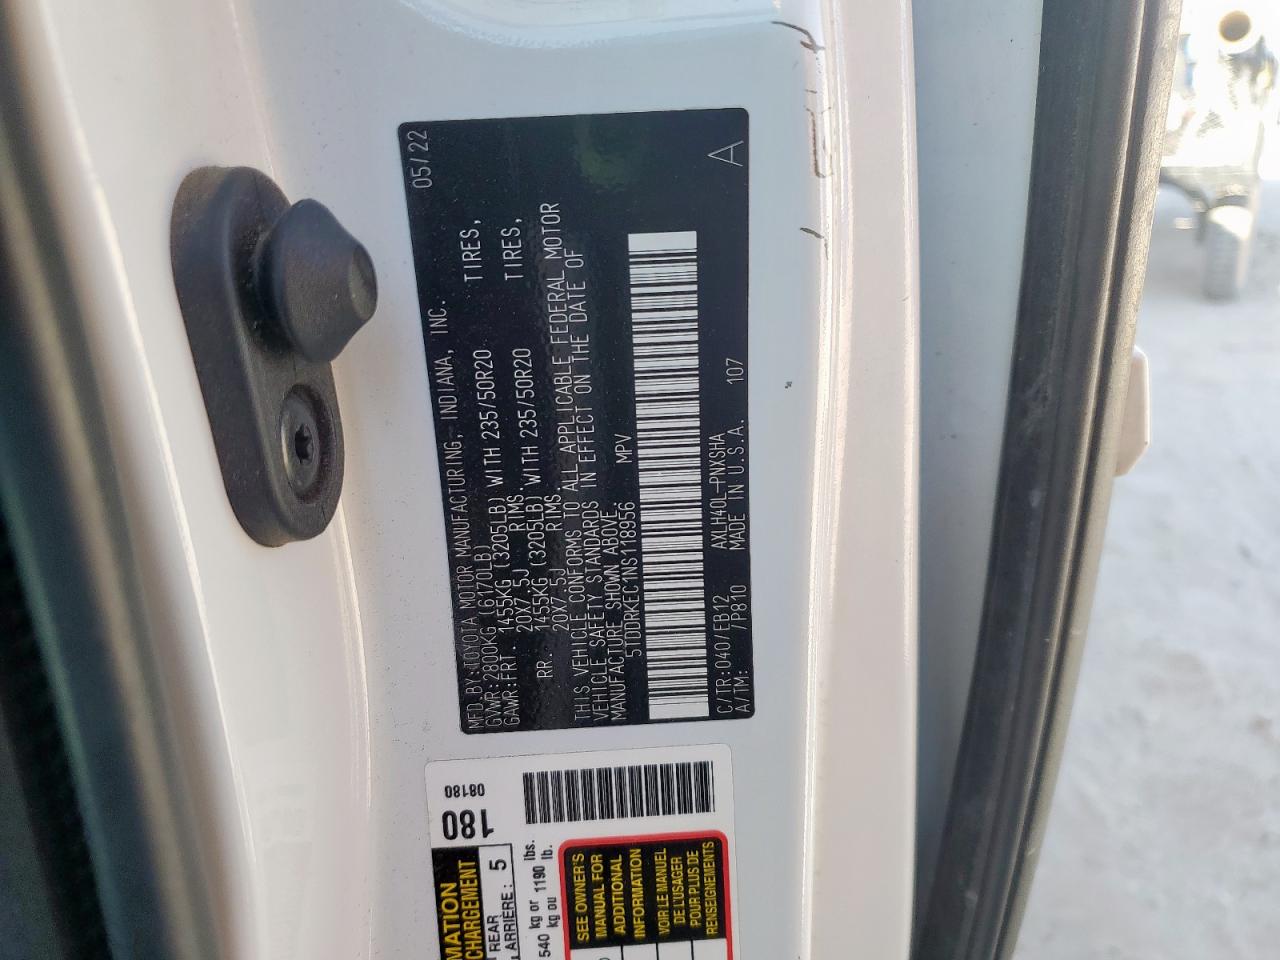 MFD.BY:TOYOTA MOTOR MANUFACTURING, INDIANA, INC. 05/22
GVWR:2800KG (6170LB)
GAWR:FRT. 1455KG (3205LB) WITH 235/50R20 TIRES,
20X7.5J RIMS.
RR. 1455KG (3205LB) WITH 235/50R20 TIRES,
20X7.5J RIMS.
THIS VEHICLE CONFORMS TO ALL APPLICABLE FEDERAL MOTOR
VEHICLE SAFETY STANDARDS IN EFFECT ON THE DATE OF
MANUFACTURE SHOWN ABOVE.
5TDDRKEC1NS118956 MPV
C/TR:040/EB12 AXLH40L-PNXSHA 107 A
A/TM: /P810 MADE IN U.S.A.
180 08180
MATION
CHARGEMENT
REAR 5
ARRIÈRE:
540 kg or 1190 lbs.
kg ou lb.
SEE OWNER'S
MANUAL FOR
ADDITIONAL
INFORMATION
VOIR LE MANUEL
DE L'USAGER
POUR PLUS DE
RENSEIGNEMENTS